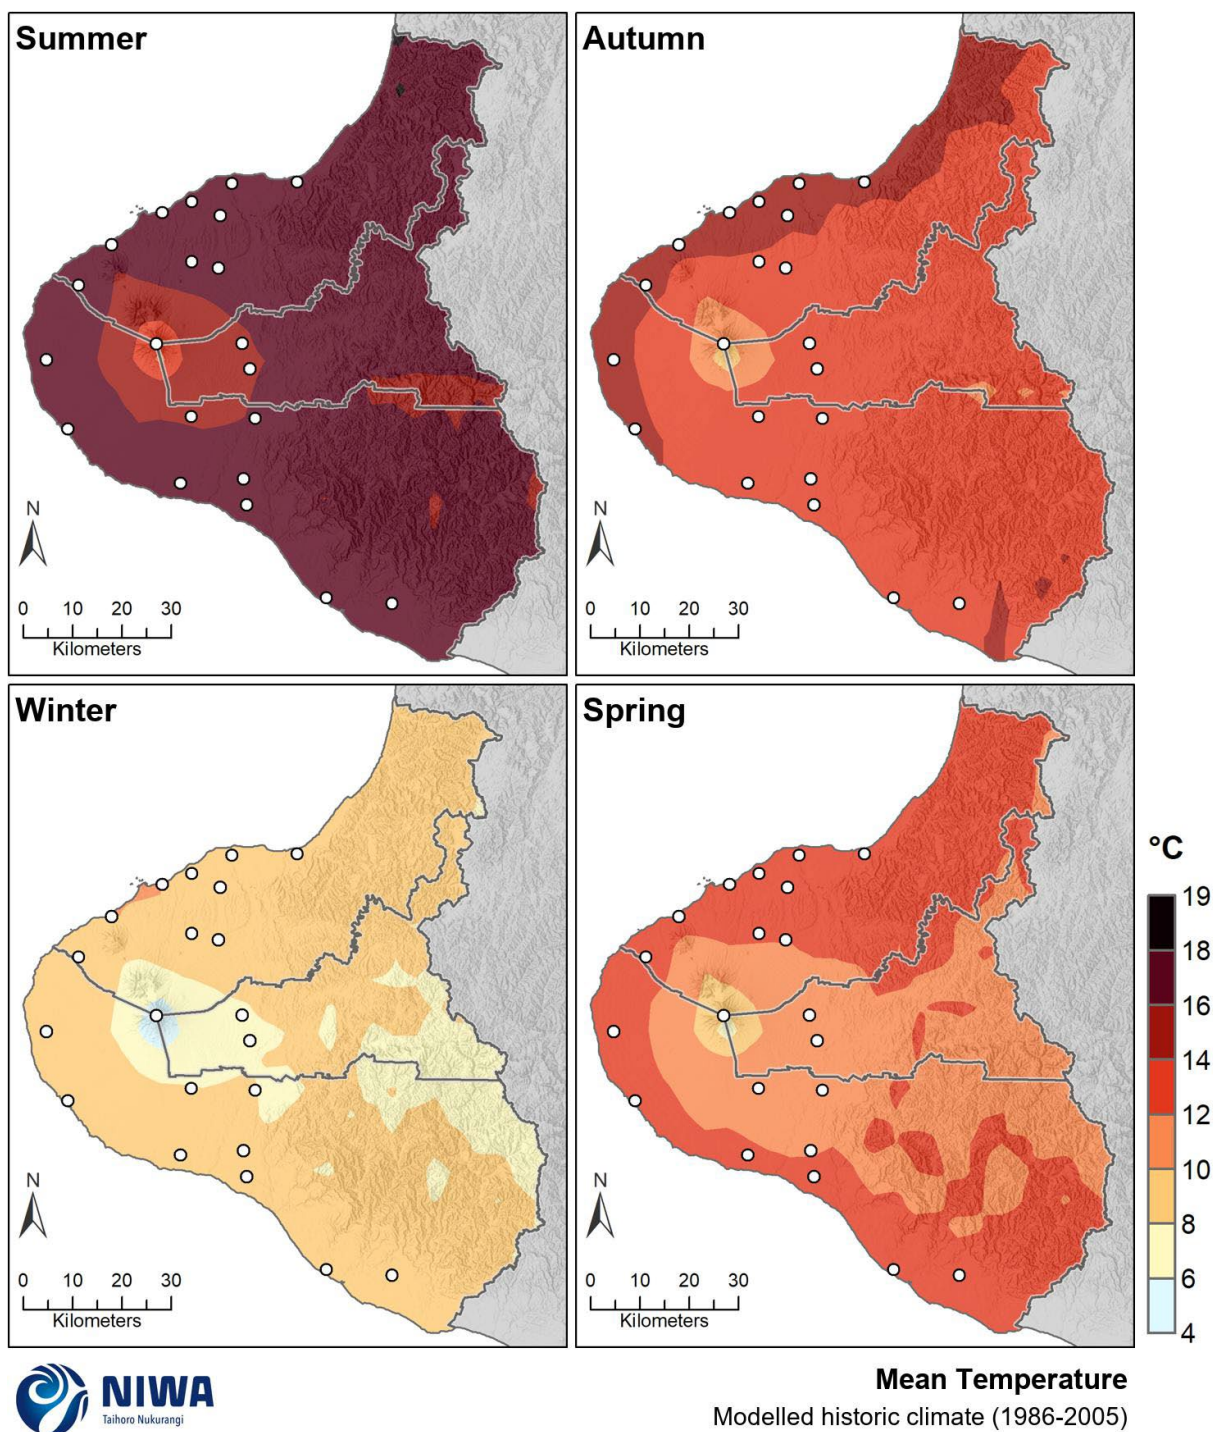 Summer
N
0 10 20 30
Kilometers
Autumn
N
0 10 20 30
Kilometers
Winter
N
0 10 20 30
Kilometers
Spring
N
0 10 20 30
Kilometers
°C
19
18
16
14
12
10
8
6
4
NIWA
Taihoro Nukurangi
Mean Temperature
Modelled historic climate (1986-2005)